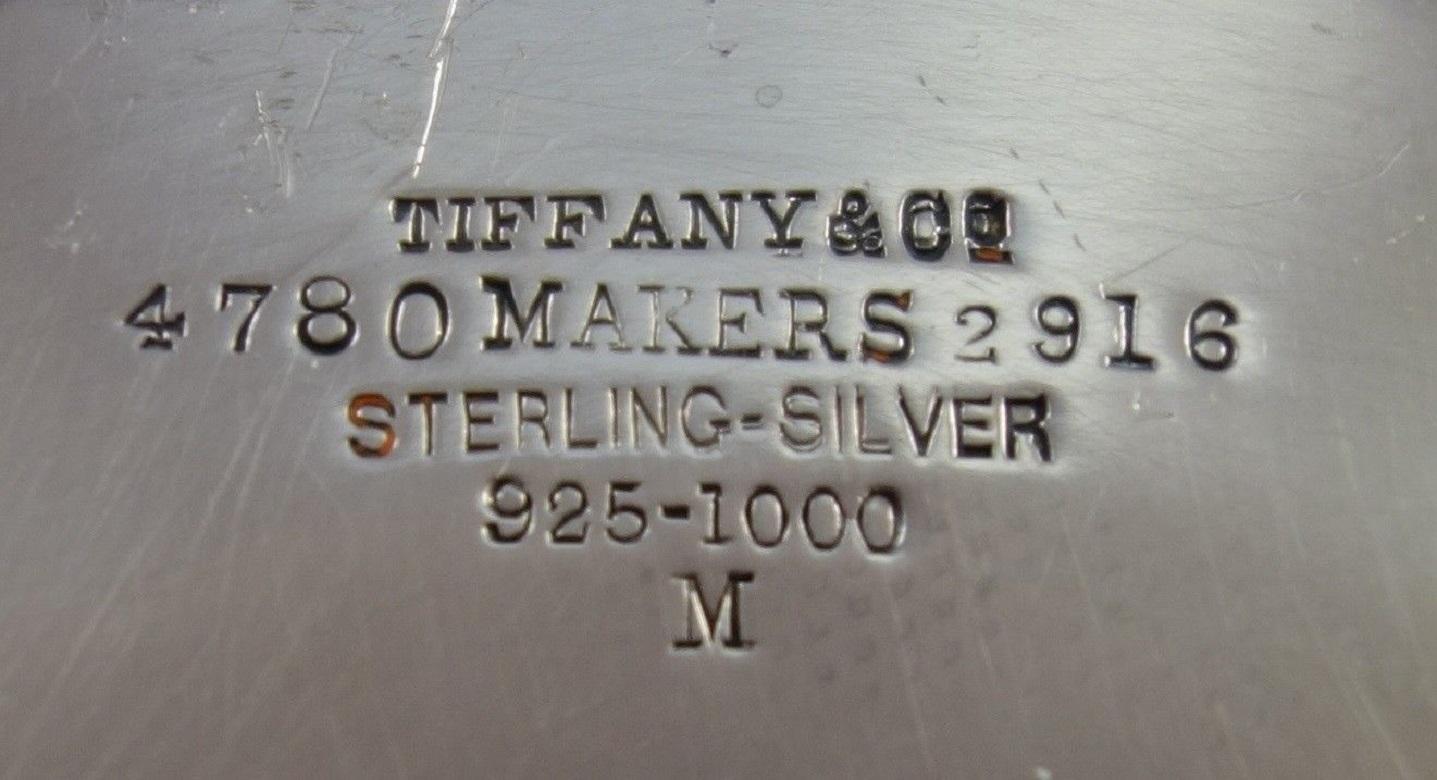 TIFFANY & Co
4780 MAKERS 2916
STERLING-SILVER
925-1000
M